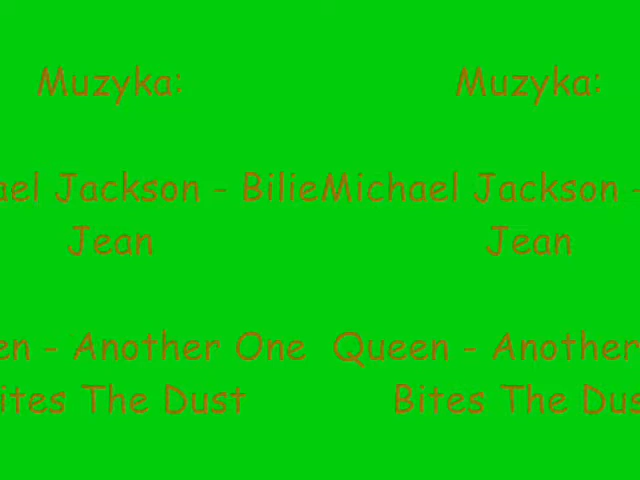 Muzyka: Muzyka:
ael Jackson - BilieMichael Jackson -
Jean Jean
en - Another One Queen - Another
ites The Dust Bites The Dus